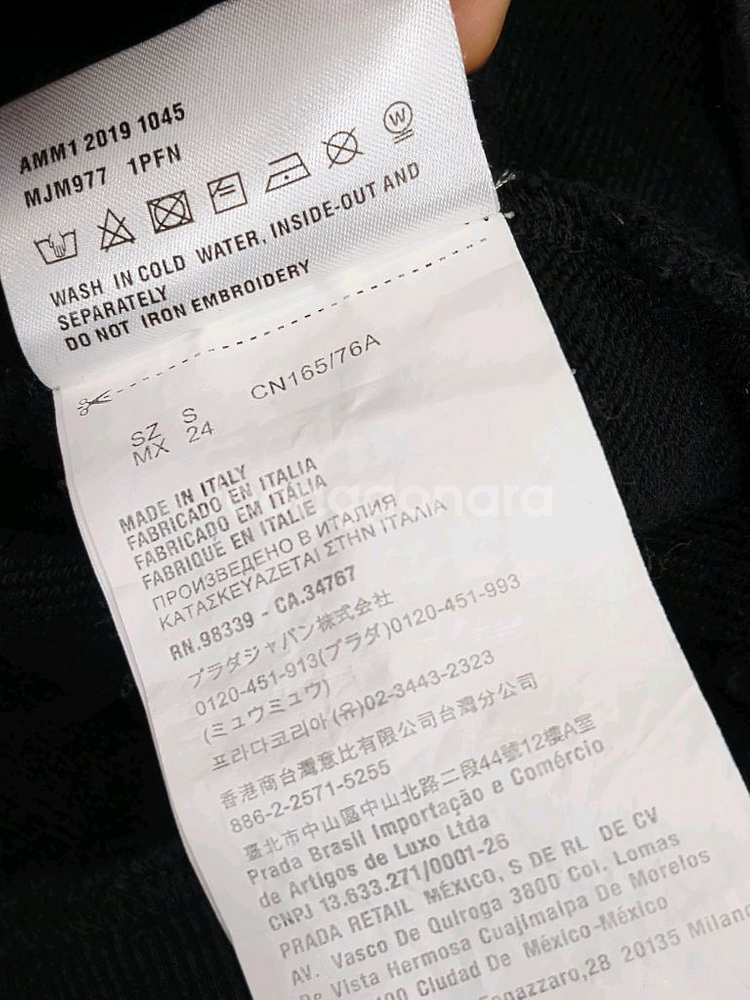 AMM1 2019 1045
MJM977 1PFN
W
WASH IN COLD WATER, INSIDE-OUT AND
SEPARATELY
DO NOT IRON EMBROIDERY
SZ S CN165/76A
MX 24
MADE IN ITALY
FABRICADO EN ITALIA
FABRICADO EM ITÁLIA
FABRIQUÉ EN ITALIE
ПРОИЗВЕДЕНО В ИТАЛИЯ
ΚΑΤΑΣΚΕΥΑΖΕΤΑΙ ΣΤΗΝ ΙΤΑΛΙΑ
RN.98339 - CA.34767
プラダジャパン株式会社
0120-451-913(プラダ)0120-451-993
(ミュウミュウ)
프라다코리아(유)02-3443-2323
香港商台灣意比有限公司台灣分公司
886-2-2571-5255
臺北市中山區中山北路二段44號12樓A室
Prada Brasil Importação e Comércio
de Artigos de Luxo Ltda
CNPJ 13.633.271/0001-26
PRADA RETAIL MÉXICO, S DE RL DE CV
AV. Vasco De Quiroga 3800 Col. Lomas
De Vista Hermosa Cuajimalpa De Morelos
Ciudad De México-México
Fogazzaro,28 20135 Milano